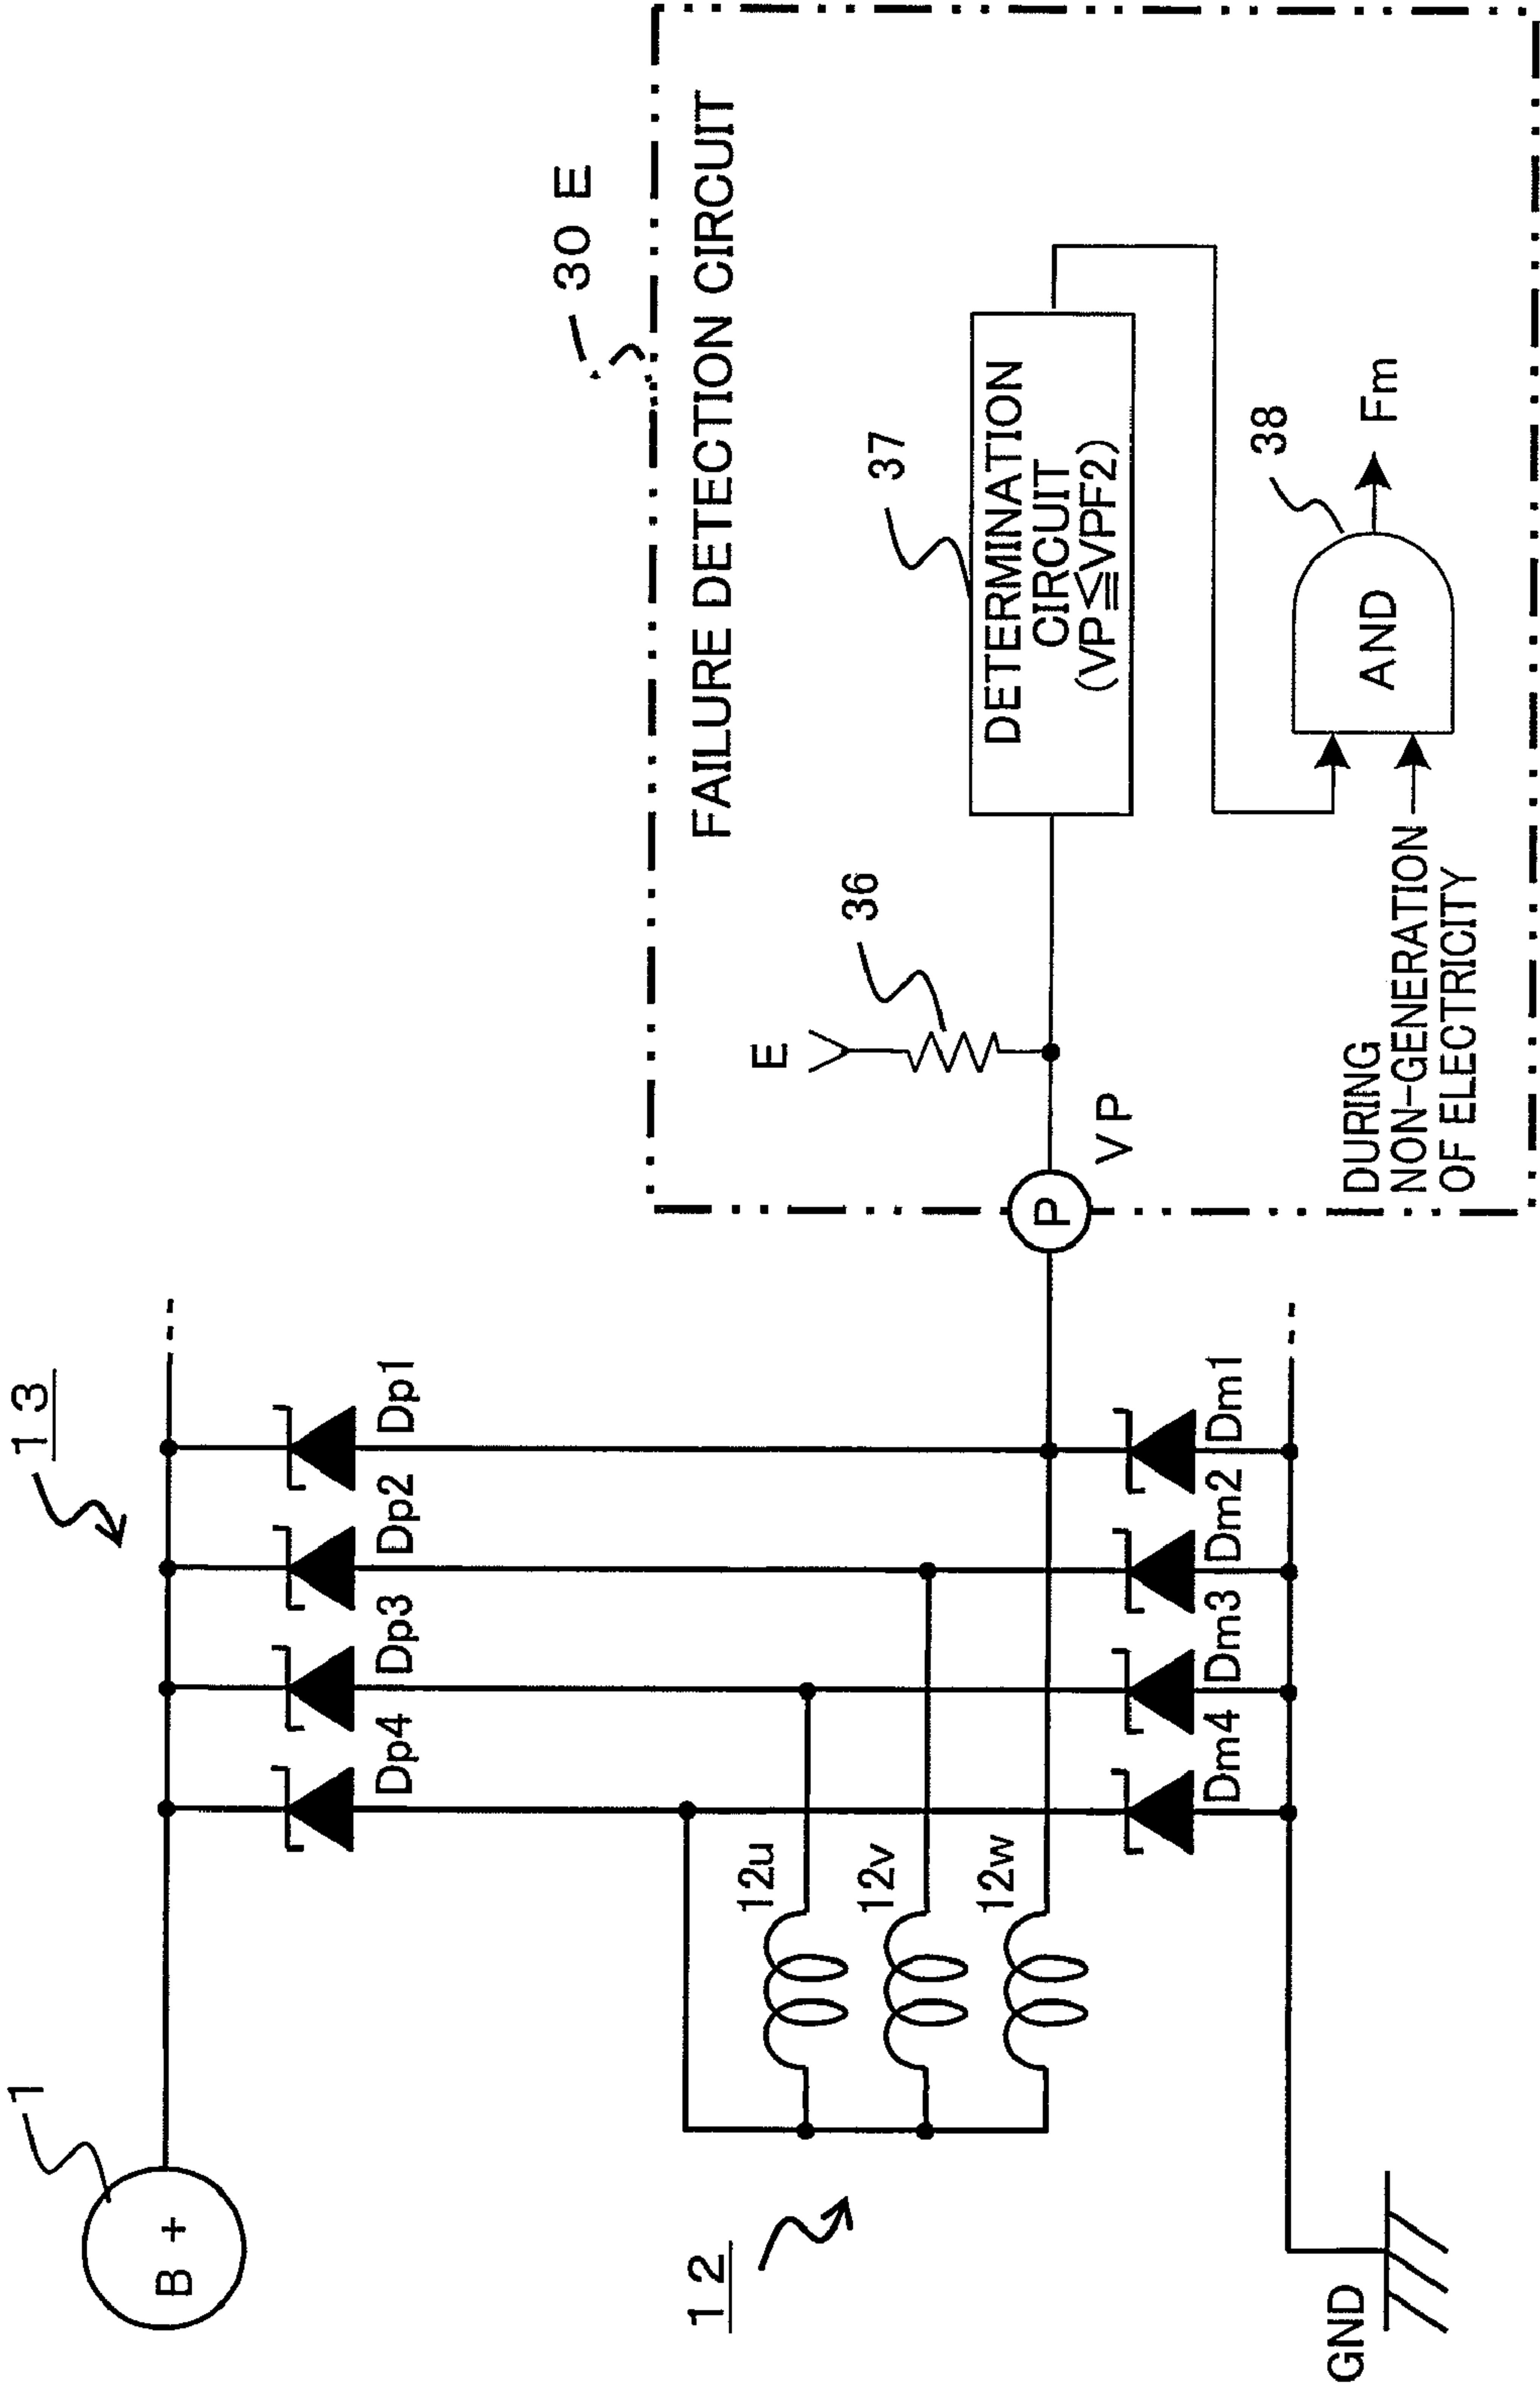 1
B +
13
Dp4
Dp3
Dp2
Dp1
30 E
FAILURE DETECTION CIRCUIT
E
36
37
DETERMINATION
CIRCUIT
(VP≦VPF2)
12
12u
12v
12w
P
VP
Dm4
Dm3
Dm2
Dm1
38
AND
Fm
DURING
NON-GENERATION
OF ELECTRICITY
GND